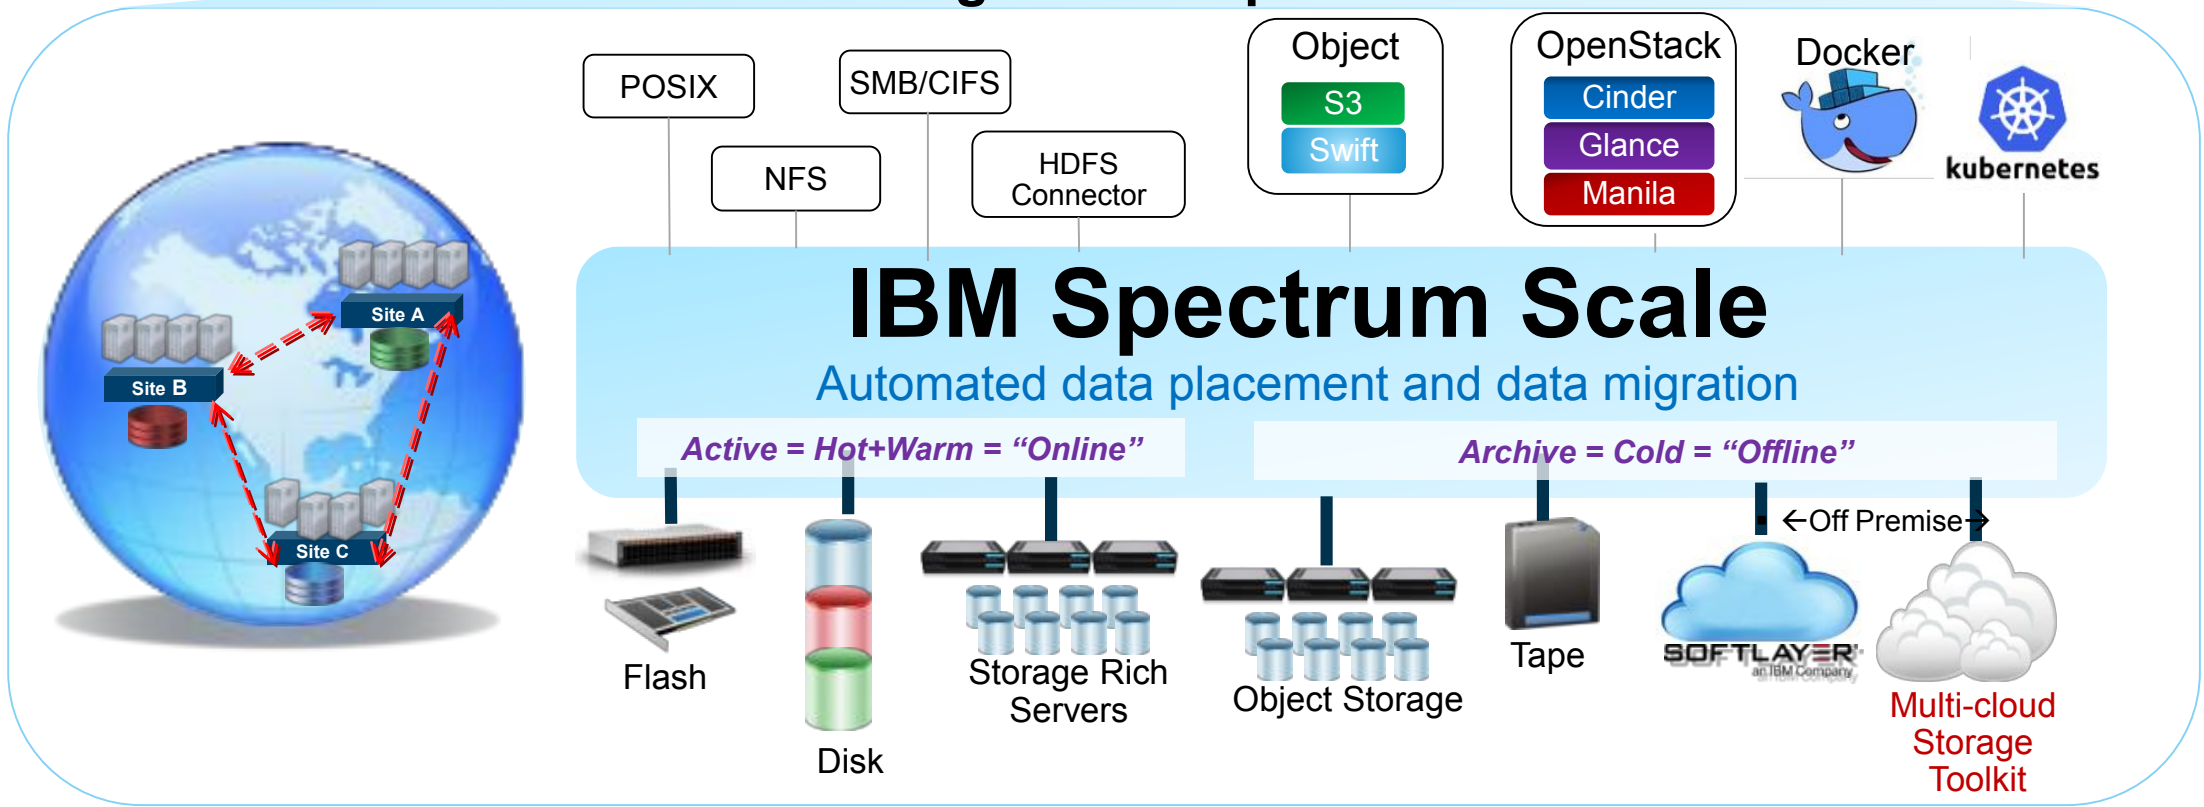 POSIX
SMB/CIFS
NFS
HDFS
Connector
Object
S3
Swift
OpenStack
Cinder
Glance
Manila
Docker
kubernetes
Site A
Site B
Site C
IBM Spectrum Scale
Automated data placement and data migration
Active = Hot+Warm = “Online”
Archive = Cold = “Offline”
←Off Premise→
Flash
Disk
Storage Rich
Servers
Object Storage
Tape
SOFTLAYER
an IBM Company
Multi-cloud
Storage
Toolkit